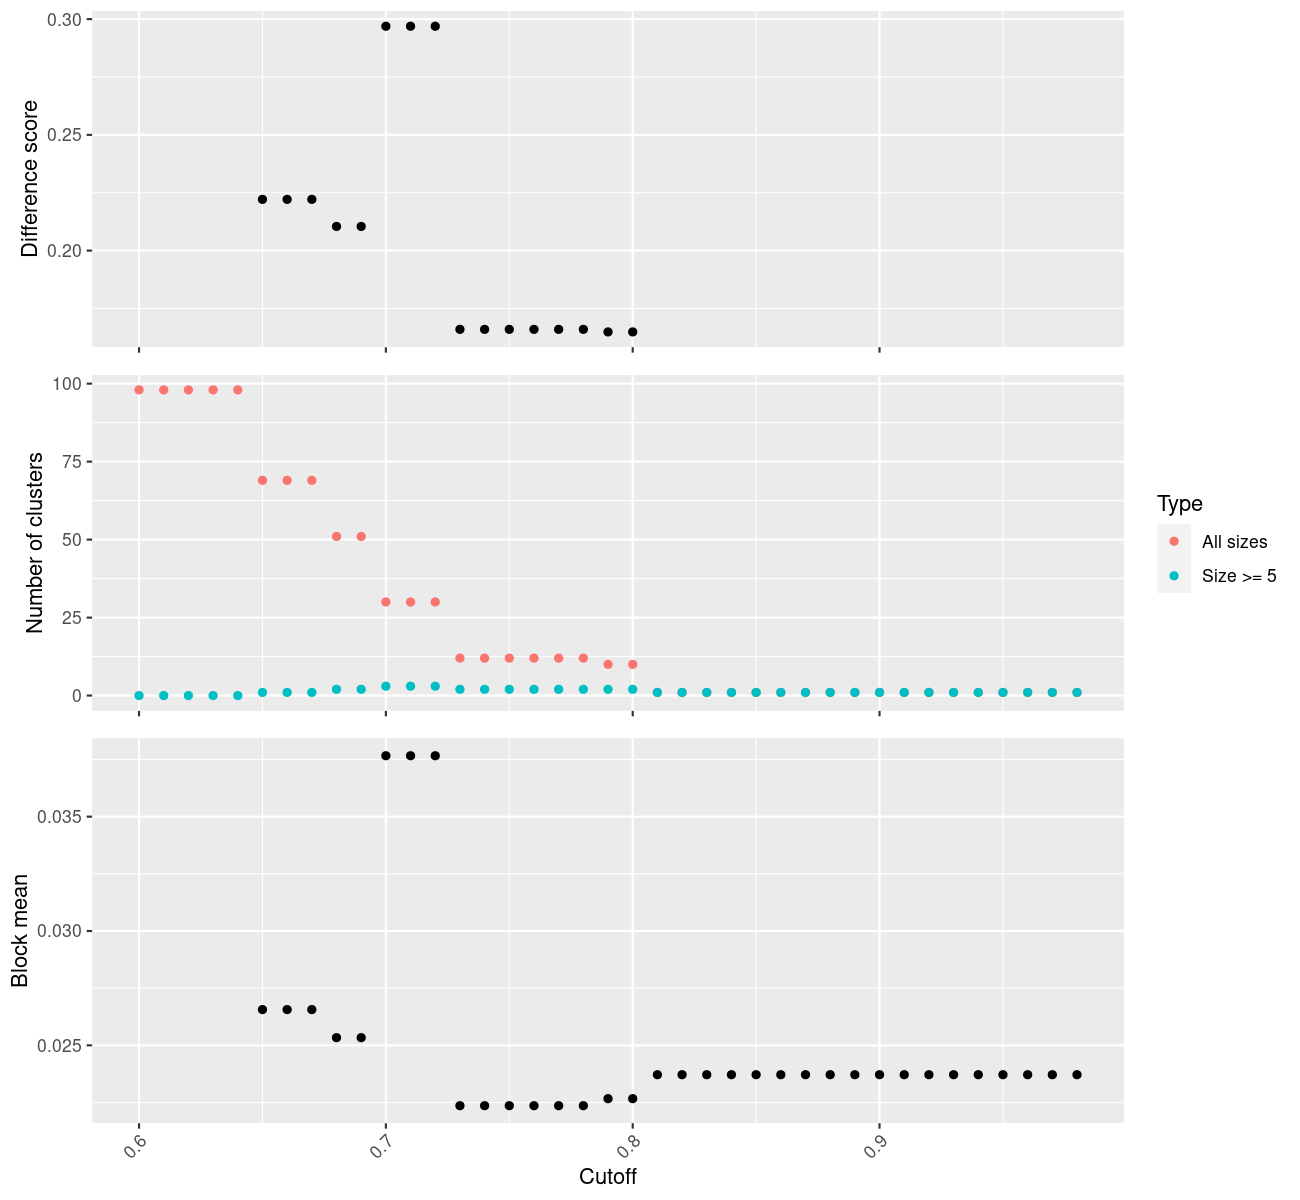 Difference score
0.30
0.25
0.20
Number of clusters
100
75
50
25
0
Type
All sizes
Size >= 5
Block mean
0.035
0.030
0.025
0.6
0.7
0.8
0.9
Cutoff